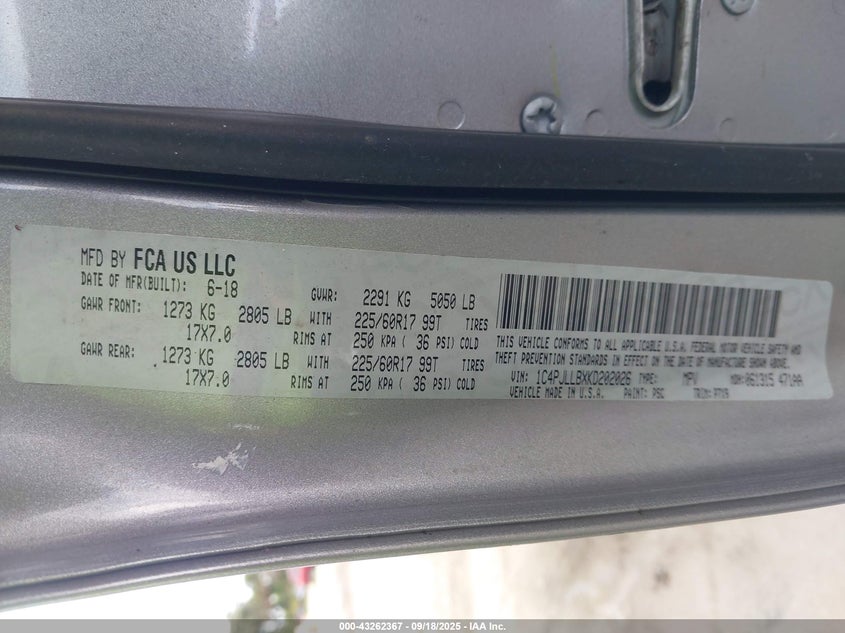 MFD BY FCA US LLC
DATE OF MFR(BUILT): 6-18 GVWR: 2291 KG 5050 LB
GAWR FRONT: 1273 KG 2805 LB WITH 225/60R17 99T TIRES
17X7.0 RIMS AT 250 KPA ( 36 PSI) COLD
GAWR REAR: 1273 KG 2805 LB WITH 225/60R17 99T TIRES
17X7.0 RIMS AT 250 KPA ( 36 PSI) COLD
THIS VEHICLE CONFORMS TO ALL APPLICABLE U.S.A. FEDERAL MOTOR VEHICLE SAFETY AND
THEFT PREVENTION STANDARDS IN EFFECT ON THE DATE OF MANUFACTURE SHOWN ABOVE.
VIN: 1C4PJLLBXKD202026 TYPE: MPV MDH: 061315 471AA
VEHICLE MADE IN U.S.A. PAINT: PSC TRIM:
000-43262367 - 09/18/2025 - IAA Inc.